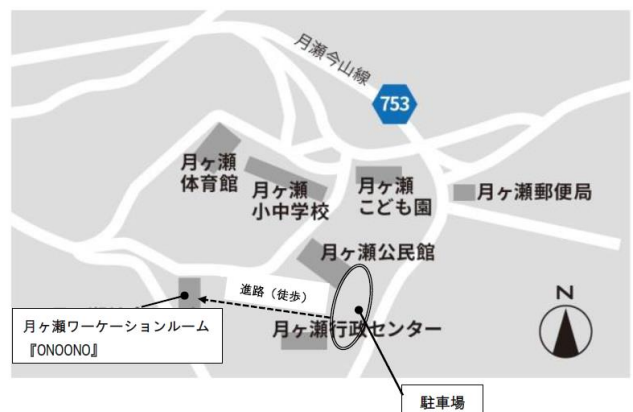 月瀬今山線
753
月ヶ瀬
体育館
月ヶ瀬
小中学校
月ヶ瀬
こども園
月ヶ瀬郵便局
月ヶ瀬公民館
進路（徒歩）
月ヶ瀬ワーケーションルーム
『ONOONO』
月ヶ瀬行政センター
N
駐車場